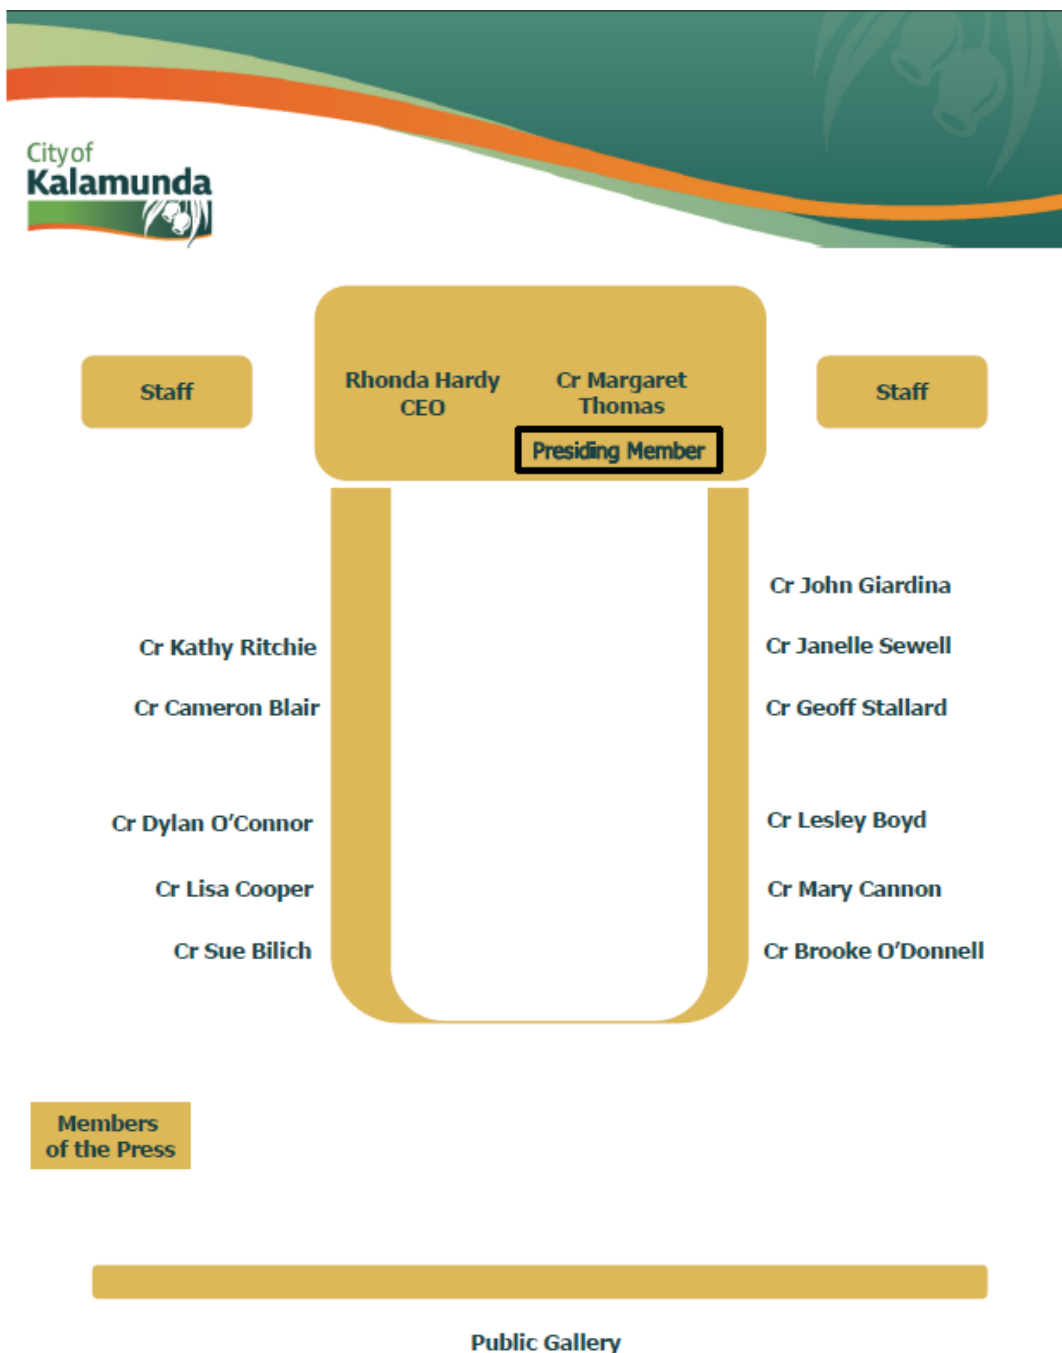 City of
Kalamunda
Staff
Rhonda Hardy
CEO
Cr Margaret
Thomas
Presiding Member
Staff
Cr John Giardina
Cr Kathy Ritchie
Cr Janelle Sewell
Cr Cameron Blair
Cr Geoff Stallard
Cr Dylan O’Connor
Cr Lesley Boyd
Cr Lisa Cooper
Cr Mary Cannon
Cr Sue Bilich
Cr Brooke O’Donnell
Members
of the Press
Public Gallery